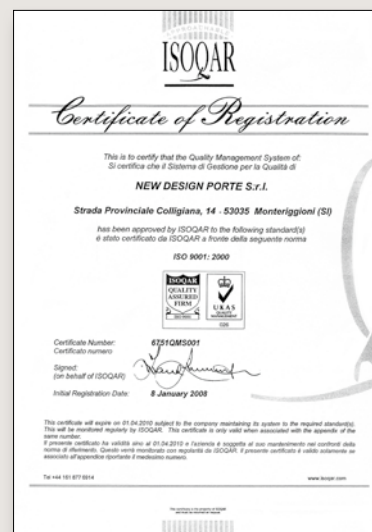 ISOQAR
Certificate of Registration
This is to certify that the Quality Management System of:
Si certifica che il Sistema di Gestione per la Qualità di
NEW DESIGN PORTE S.r.l.
Strada Provinciale Colligiana, 14 - 53035 Monteriggioni (SI)
has been approved by ISOQAR to the following standard(s)
è stato certificato da ISOQAR a fronte della seguente norma
ISO 9001: 2000
ISOQAR
QUALITY
ASSURED
FIRM
UKAS
QUALITY
MANAGEMENT
026
Certificate Number: 6751QMS001
Certificato numero
Signed:
(on behalf of ISOQAR)
Initial Registration Date: 8 January 2008
This certificate will expire on 01.04.2010 subject to the company maintaining its system to the required standard(s).
This will be monitored regularly by ISOQAR. This certificate is only valid when associated with the appendix of the
same number.
Il presente certificato ha validità sino al 01.04.2010 e l'azienda è soggetta al suo mantenimento nei confronti della
norma di riferimento. Questo verrà monitorato con regolarità da ISOQAR. Il presente certificato è valido solamente se
associato all'appendice riportante il medesimo numero.
Tel +44 161 877 6914 www.isoqar.com